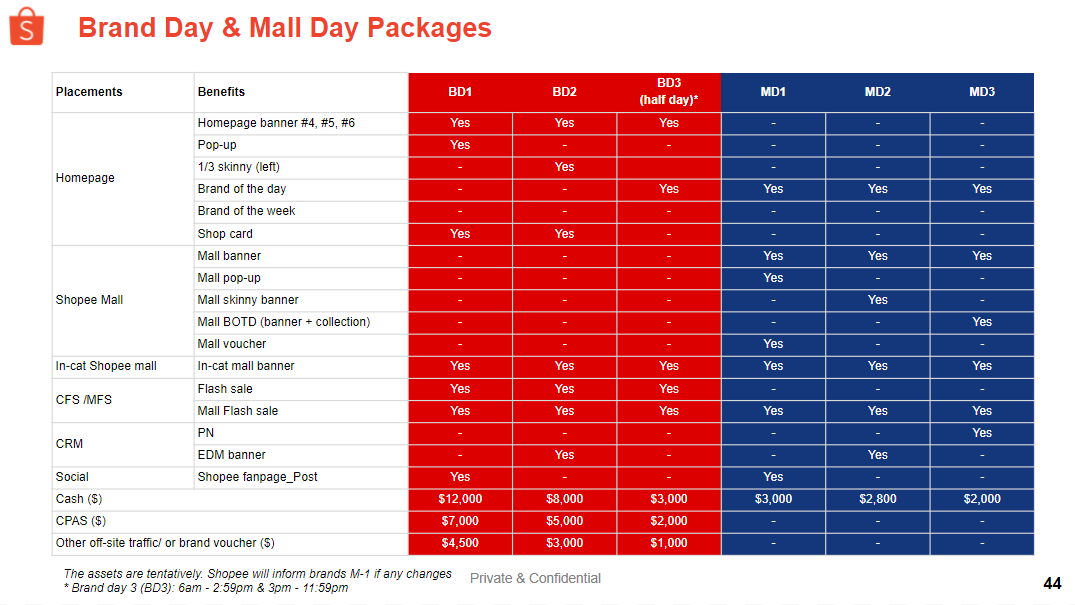 S
Brand Day & Mall Day Packages
Placements Benefits BD1 BD2 BD3 (half day)* MD1 MD2 MD3
Homepage
Homepage banner #4, #5, #6 Yes Yes Yes - - -
Pop-up Yes - - - - -
1/3 skinny (left) - Yes - - -
Brand of the day - - Yes Yes Yes Yes
Brand of the week - - - - - -
Shop card Yes Yes - - - -
Shopee Mall
Mall banner - - - Yes Yes Yes
Mall pop-up - - - Yes - -
Mall skinny banner - - - - Yes -
Mall BOTD (banner + collection) - - - - - Yes
Mall voucher - - - Yes - -
In-cat Shopee mall In-cat mall banner Yes Yes Yes Yes Yes Yes
CFS /MFS
Flash sale Yes Yes Yes - - -
Mall Flash sale Yes Yes Yes Yes Yes Yes
CRM
PN - - - - - Yes
EDM banner - Yes - - Yes -
Social Shopee fanpage_Post Yes - - Yes - -
Cash ($) $12,000 $8,000 $3,000 $3,000 $2,800 $2,000
CPAS ($) $7,000 $5,000 $2,000 - - -
Other off-site traffic/ or brand voucher ($) $4,500 $3,000 $1,000 - - -
The assets are tentatively. Shopee will inform brands M-1 if any changes
* Brand day 3 (BD3): 6am - 2:59pm & 3pm - 11:59pm
Private & Confidential
44